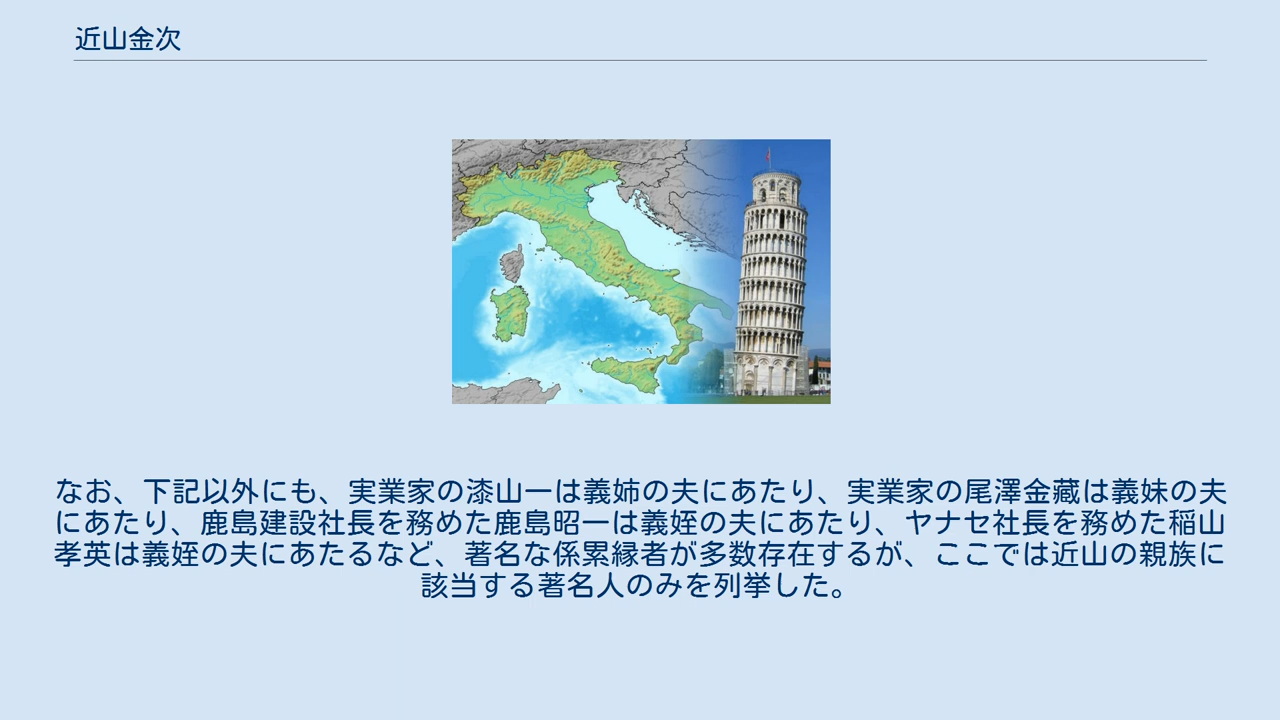 近山金次
なお、下記以外にも、実業家の漆山一は義姉の夫にあたり、実業家の尾澤金藏は義妹の夫
にあたり、鹿島建設社長を務めた鹿島昭一は義姪の夫にあたり、ヤナセ社長を務めた稲山
孝英は義姪の夫にあたるなど、著名な係累縁者が多数存在するが、ここでは近山の親族に
該当する著名人のみを列挙した。